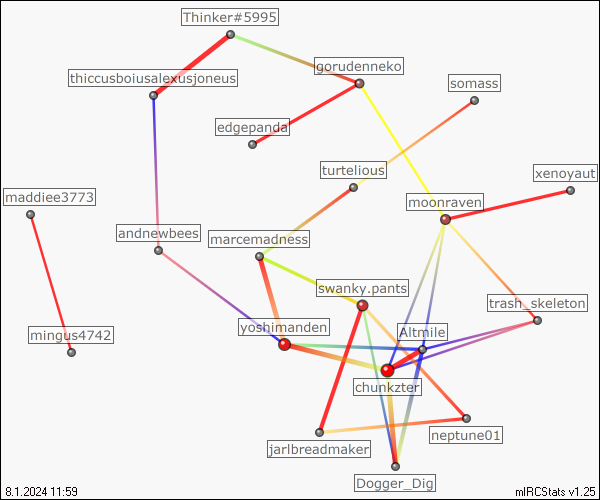 Thinker#5995
gorudenneko
thiccusboiusalexusjoneus
somass
edgepanda
turtelious
xenoyaut
maddiee3773
moonraven
andnewbees
marcemadness
swanky.pants
trash_skeleton
yoshimanden
Altmile
mingus4742
chunkzter
neptune01
jarlbreadmaker
Dogger_Dig
8.1.2024 11:59
mIRCStats v1.25